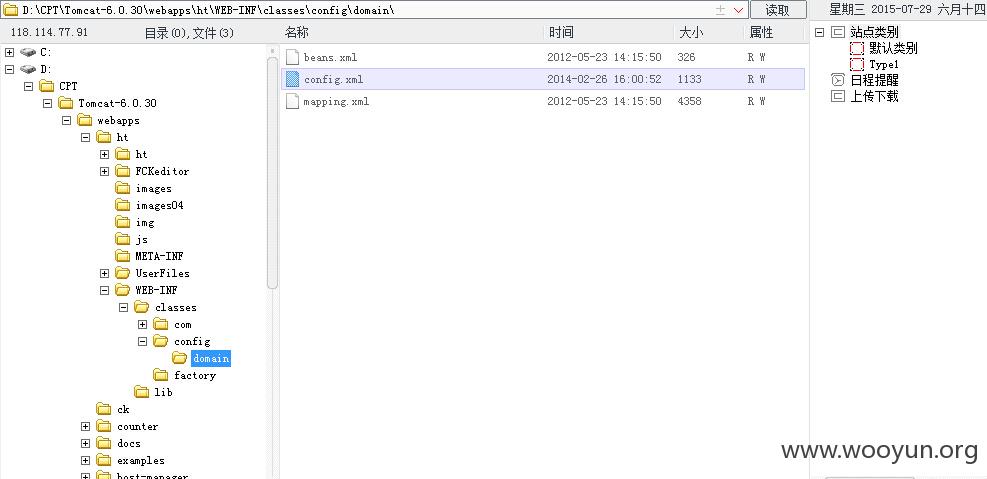 D:\CPT\Tomcat-6.0.30\webapps\ht\WEB-INF\classes\config\domain\
读取
星期三 2015-07-29 六月十四
118.114.77.91
目录(0),文件(3)
名称 时间 大小 属性
C:
D:
CPT
Tomcat-6.0.30
webapps
ht
ht
FCKeditor
images
images04
img
js
META-INF
UserFiles
WEB-INF
classes
com
config
domain
factory
lib
ck
counter
docs
examples
host-manager
beans.xml 2012-05-23 14:15:50 326 R W
config.xml 2014-02-26 16:00:52 1133 R W
mapping.xml 2012-05-23 14:15:50 4358 R W
站点类别
默认类别
Type1
日程提醒
上传下载
www.wooyun.org